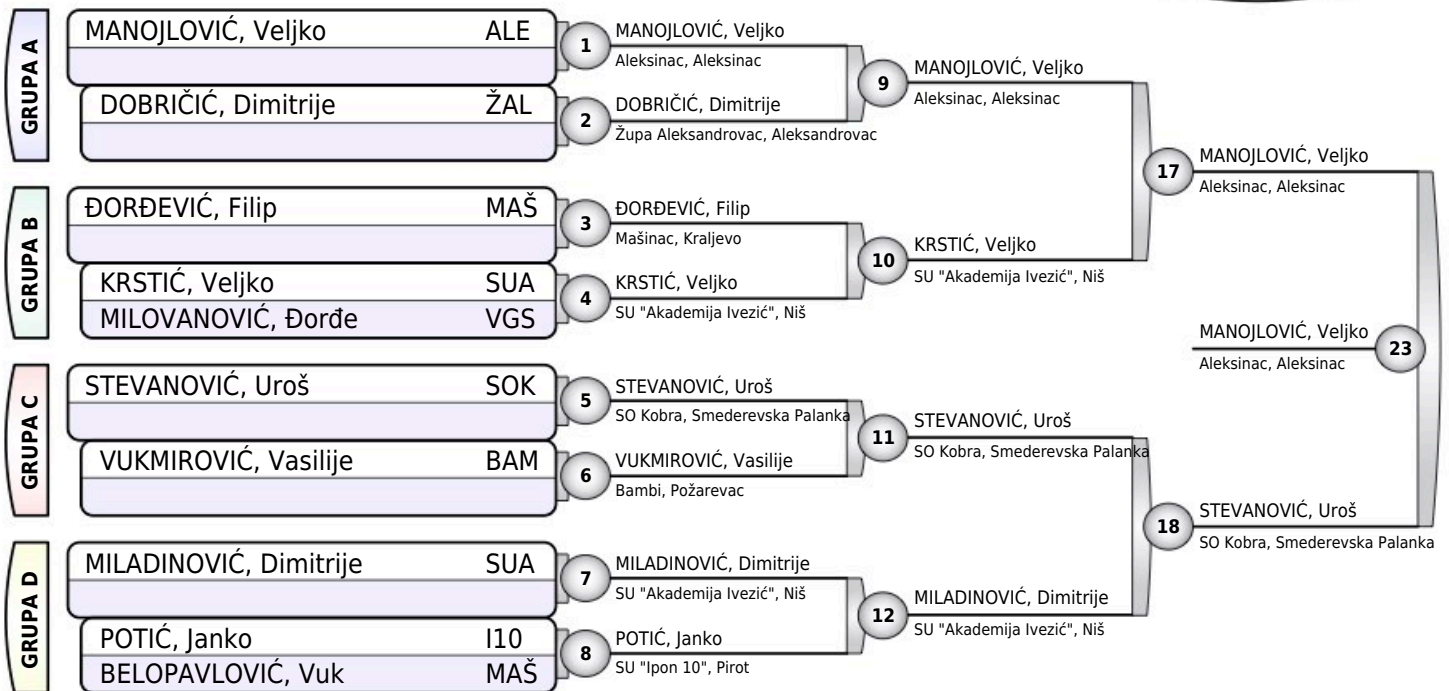 GRUPA A
MANOJLOVIĆ, Veljko ALE
DOBRIČIĆ, Dimitrije ŽAL
GRUPA B
ĐORĐEVIĆ, Filip MAŠ
KRSTIĆ, Veljko SUA
MILOVANOVIĆ, Đorđe VGS
GRUPA C
STEVANOVIĆ, Uroš SOK
VUKMIROVIĆ, Vasilije BAM
GRUPA D
MILADINOVIĆ, Dimitrije SUA
POTIĆ, Janko I10
BELOPAVLOVIĆ, Vuk MAŠ
1
MANOJLOVIĆ, Veljko
Aleksinac, Aleksinac
2
DOBRIČIĆ, Dimitrije
Župa Aleksandrovac, Aleksandrovac
3
ĐORĐEVIĆ, Filip
Mašinac, Kraljevo
4
KRSTIĆ, Veljko
SU "Akademija Ivezić", Niš
5
STEVANOVIĆ, Uroš
SO Kobra, Smederevska Palanka
6
VUKMIROVIĆ, Vasilije
Bambi, Požarevac
7
MILADINOVIĆ, Dimitrije
SU "Akademija Ivezić", Niš
8
POTIĆ, Janko
SU "Ipon 10", Pirot
9
MANOJLOVIĆ, Veljko
Aleksinac, Aleksinac
10
KRSTIĆ, Veljko
SU "Akademija Ivezić", Niš
11
STEVANOVIĆ, Uroš
SO Kobra, Smederevska Palanka
12
MILADINOVIĆ, Dimitrije
SU "Akademija Ivezić", Niš
17
MANOJLOVIĆ, Veljko
Aleksinac, Aleksinac
18
STEVANOVIĆ, Uroš
SO Kobra, Smederevska Palanka
MANOJLOVIĆ, Veljko
Aleksinac, Aleksinac
23